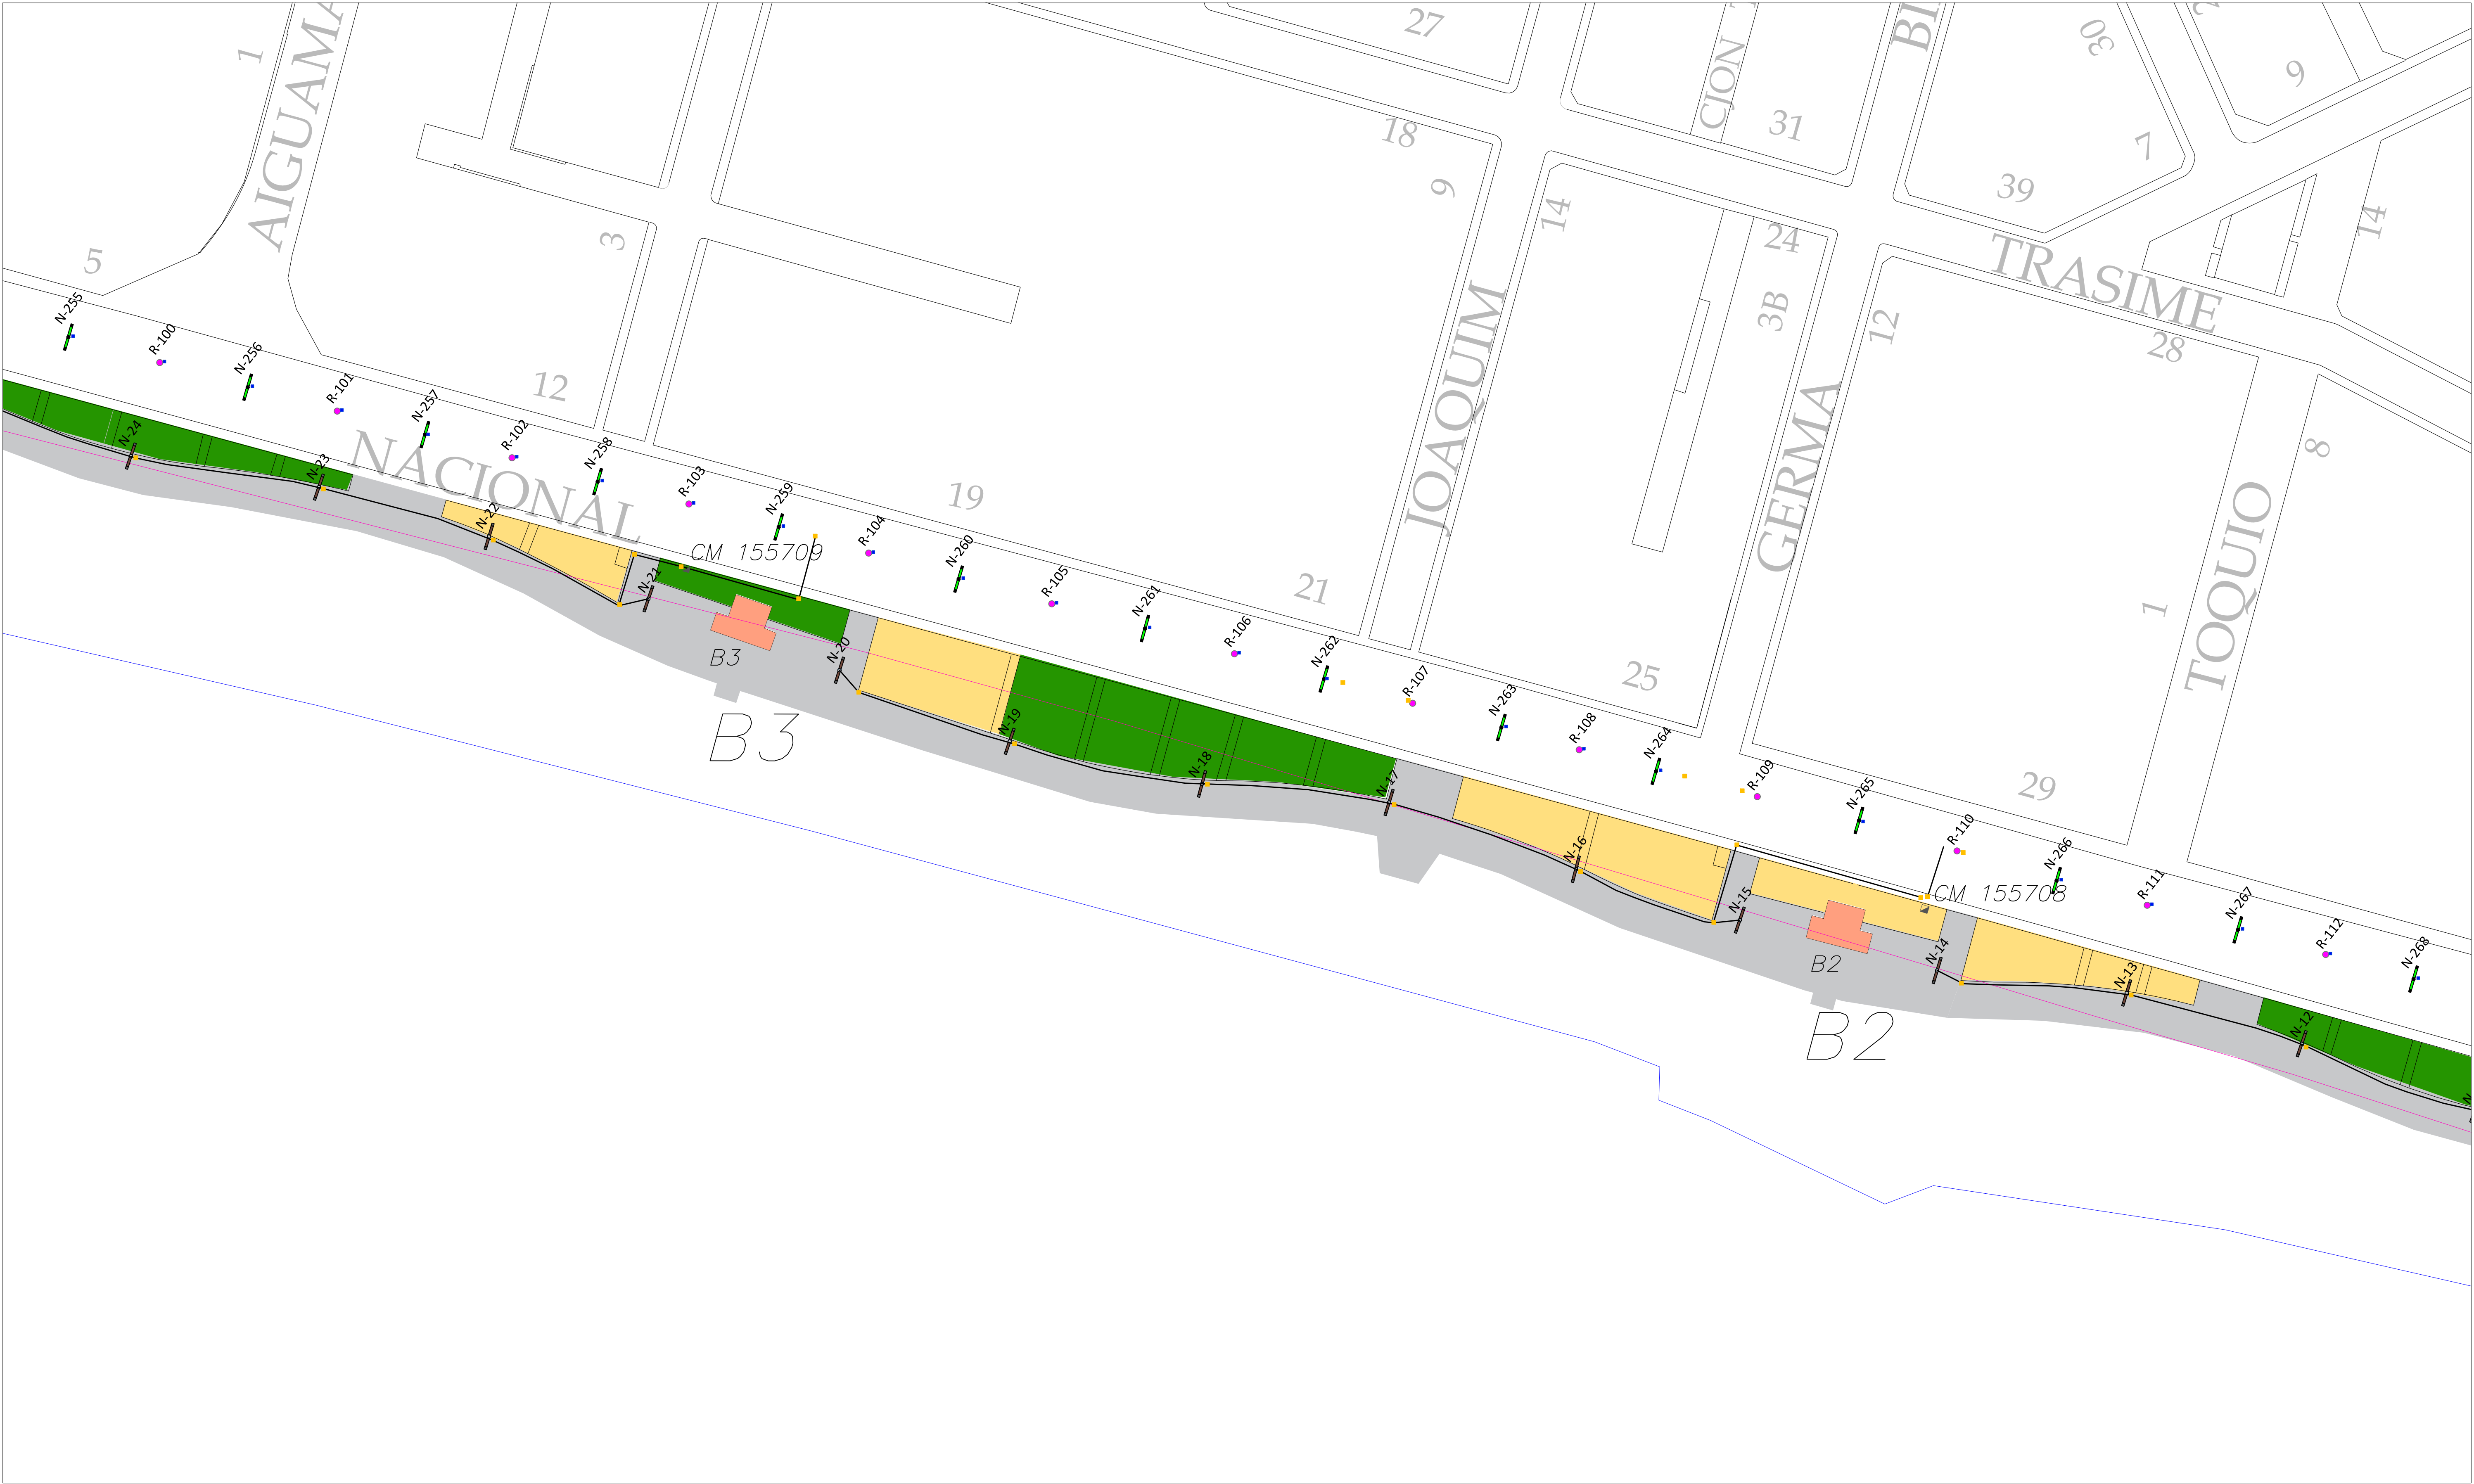 1
AIGUAMA
27
CJON
BL
30
9
18
31
7
9
39
14
14
24
TRASIME
5
3
3B
12
28
JOAQUIM
GERMA
N-255
R-100
N-256
12
R-101
N-257
R-102
N-258
R-103
19
N-259
R-104
N-260
R-105
N-261
21
R-106
N-262
25
R-107
N-263
R-108
N-264
R-109
29
N-265
R-110
N-266
R-111
N-267
R-112
N-268
8
TOQUIO
1
NACIONAL
N-24
N-23
N-22
CM 155709
N-21
B3
N-20
B3
N-19
N-18
N-17
N-16
N-15
CM 155708
B2
N-14
N-13
B2
N-12